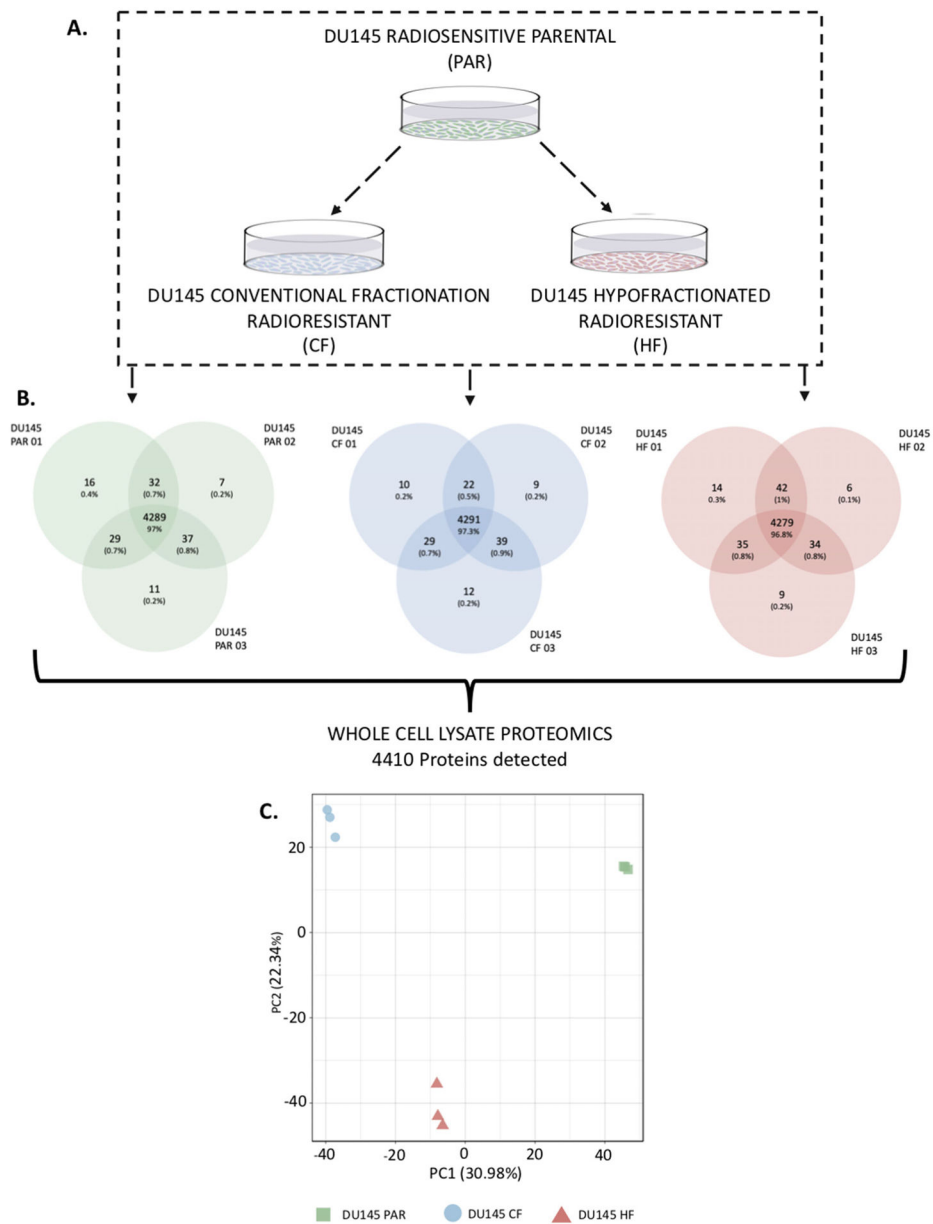 A.
DU145 RADIOSENSITIVE PARENTAL
(PAR)
DU145 CONVENTIONAL FRACTIONATION
RADIORESISTANT
(CF)
DU145 HYPOFRACTIONATED
RADIORESISTANT
(HF)
B.
DU145
PAR 01
DU145
PAR 02
16
0.4%
32
(0.7%)
7
(0.2%)
4289
97%
29
(0.7%)
37
(0.8%)
11
(0.2%)
DU145
PAR 03
DU145
CF 01
DU145
CF 02
10
0.2%
22
(0.5%)
9
(0.2%)
4291
97.3%
29
(0.7%)
39
(0.9%)
12
(0.2%)
DU145
CF 03
DU145
HF 01
DU145
HF 02
14
0.3%
42
(1%)
6
(0.1%)
4279
96.8%
35
(0.8%)
34
(0.8%)
9
(0.2%)
DU145
HF 03
WHOLE CELL LYSATE PROTEOMICS
4410 Proteins detected
C.
20
0
-20
-40
PC2 (22.34%)
-40 -20 0 20 40
PC1 (30.98%)
DU145 PAR DU145 CF DU145 HF